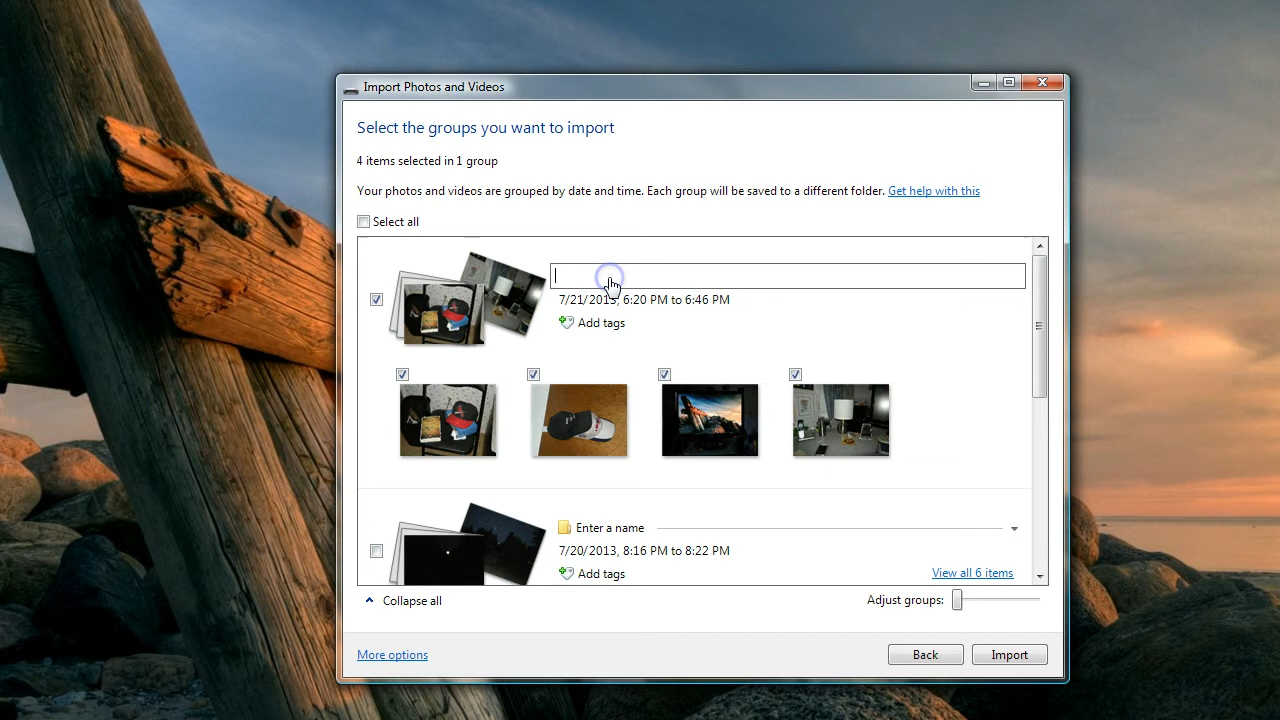 Import Photos and Videos
Select the groups you want to import
4 items selected in 1 group
Your photos and videos are grouped by date and time. Each group will be saved to a different folder. Get help with this
Select all
7/21/2013, 6:20 PM to 6:46 PM
Add tags
Enter a name
7/20/2013, 8:16 PM to 8:22 PM
Add tags
View all 6 items
Collapse all
Adjust groups:
More options
Back
Import